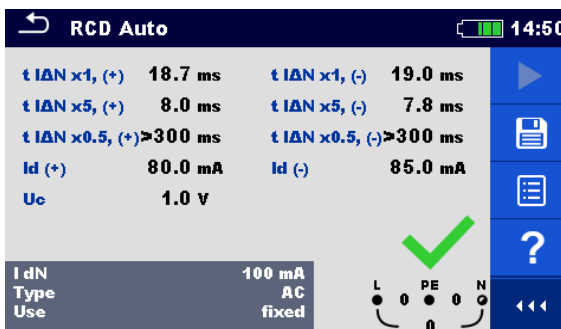 RCD Auto 14:50
t IΔN x1, (+) 18.7 ms t IΔN x1, (-) 19.0 ms
t IΔN x5, (+) 8.0 ms t IΔN x5, (-) 7.8 ms
t IΔN x0.5, (+) >300 ms t IΔN x0.5, (-) >300 ms
Id (+) 80.0 mA Id (-) 85.0 mA
Uc 1.0 V
?
I dN 100 mA
Type AC
Use fixed
L PE N
0 0
0